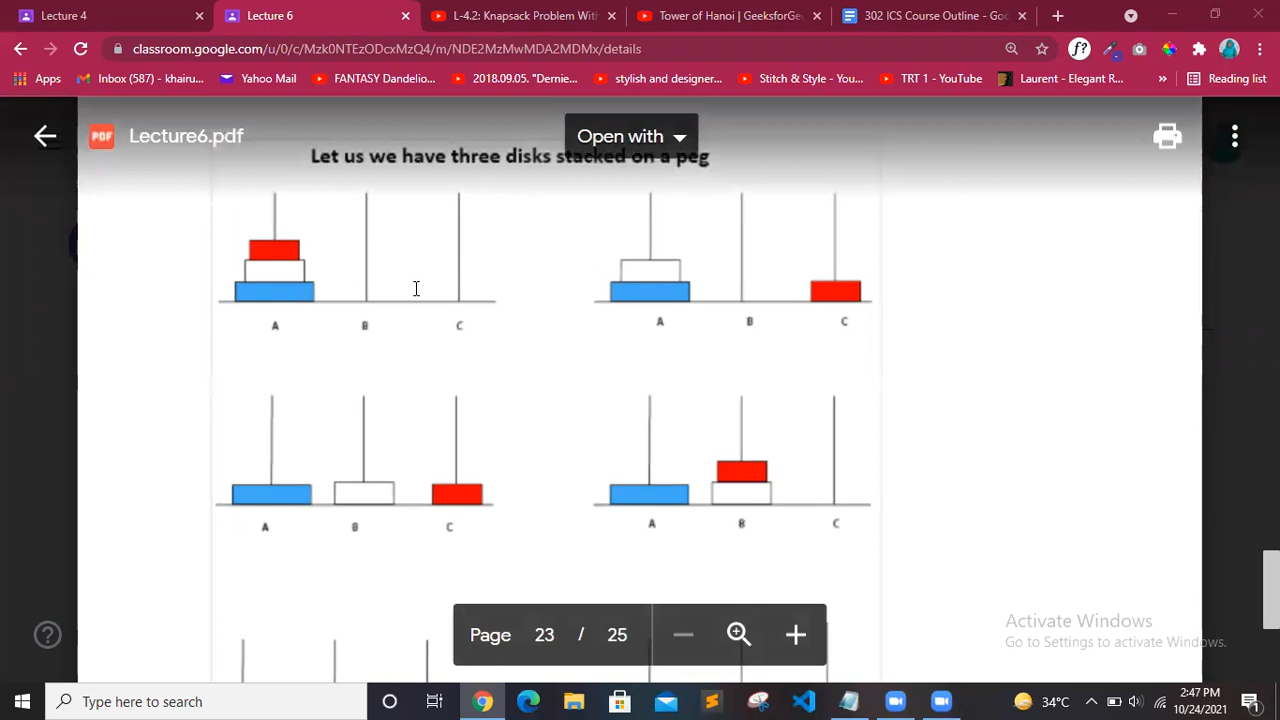 Lecture 4
Lecture 6
L-4.2: Knapsack Problem With
Tower of Hanoi | GeeksforGe
302 ICS Course Outline - Goo
classroom.google.com/u/0/c/Mzk0NTEzODcxMzQ4/m/NDE2MzMwMDA2MDMx/details
Apps
Inbox (587) - khairu...
Yahoo Mail
FANTASY Dandelio...
2018.09.05. "Dernie...
stylish and designer...
Stitch & Style - You...
TRT 1 - YouTube
Laurent - Elegant R...
Reading list
PDF
Lecture6.pdf
Open with
Let us we have three disks stacked on a peg
A B C
A B C
A B C
A B C
Page 23 / 25
Activate Windows
Go to Settings to activate Windows.
Type here to search
34°C
2:47 PM
10/24/2021
1